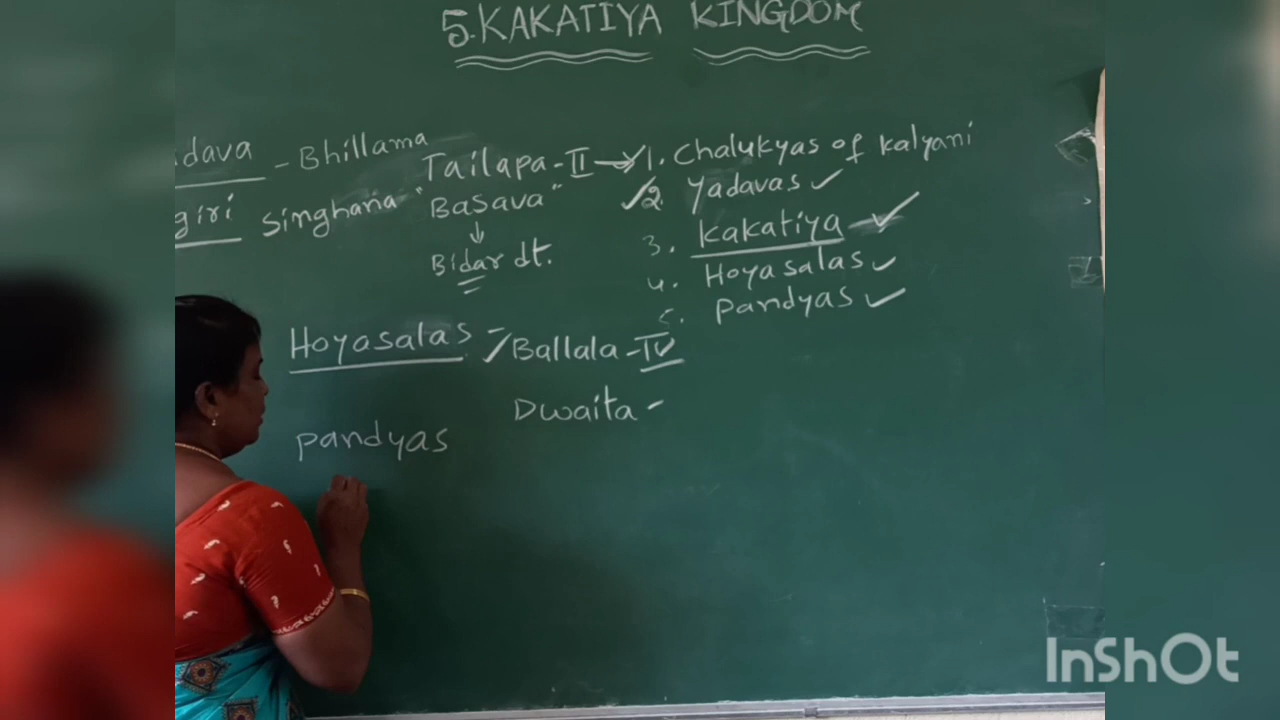 5. KAKATIYA KINGDOM
dava - Bhillama
giri Singhana
Tailapa - II → 1. Chalukyas of Kalyani
"Basava"
↓
Bidar dt.
2. Yadavas ✓
3. Kakatiya ✓
4. Hoyasalas ✓
5. Pandyas ✓
Hoyasalas - Ballala - IV
Dwaita -
Pandyas
InShOt